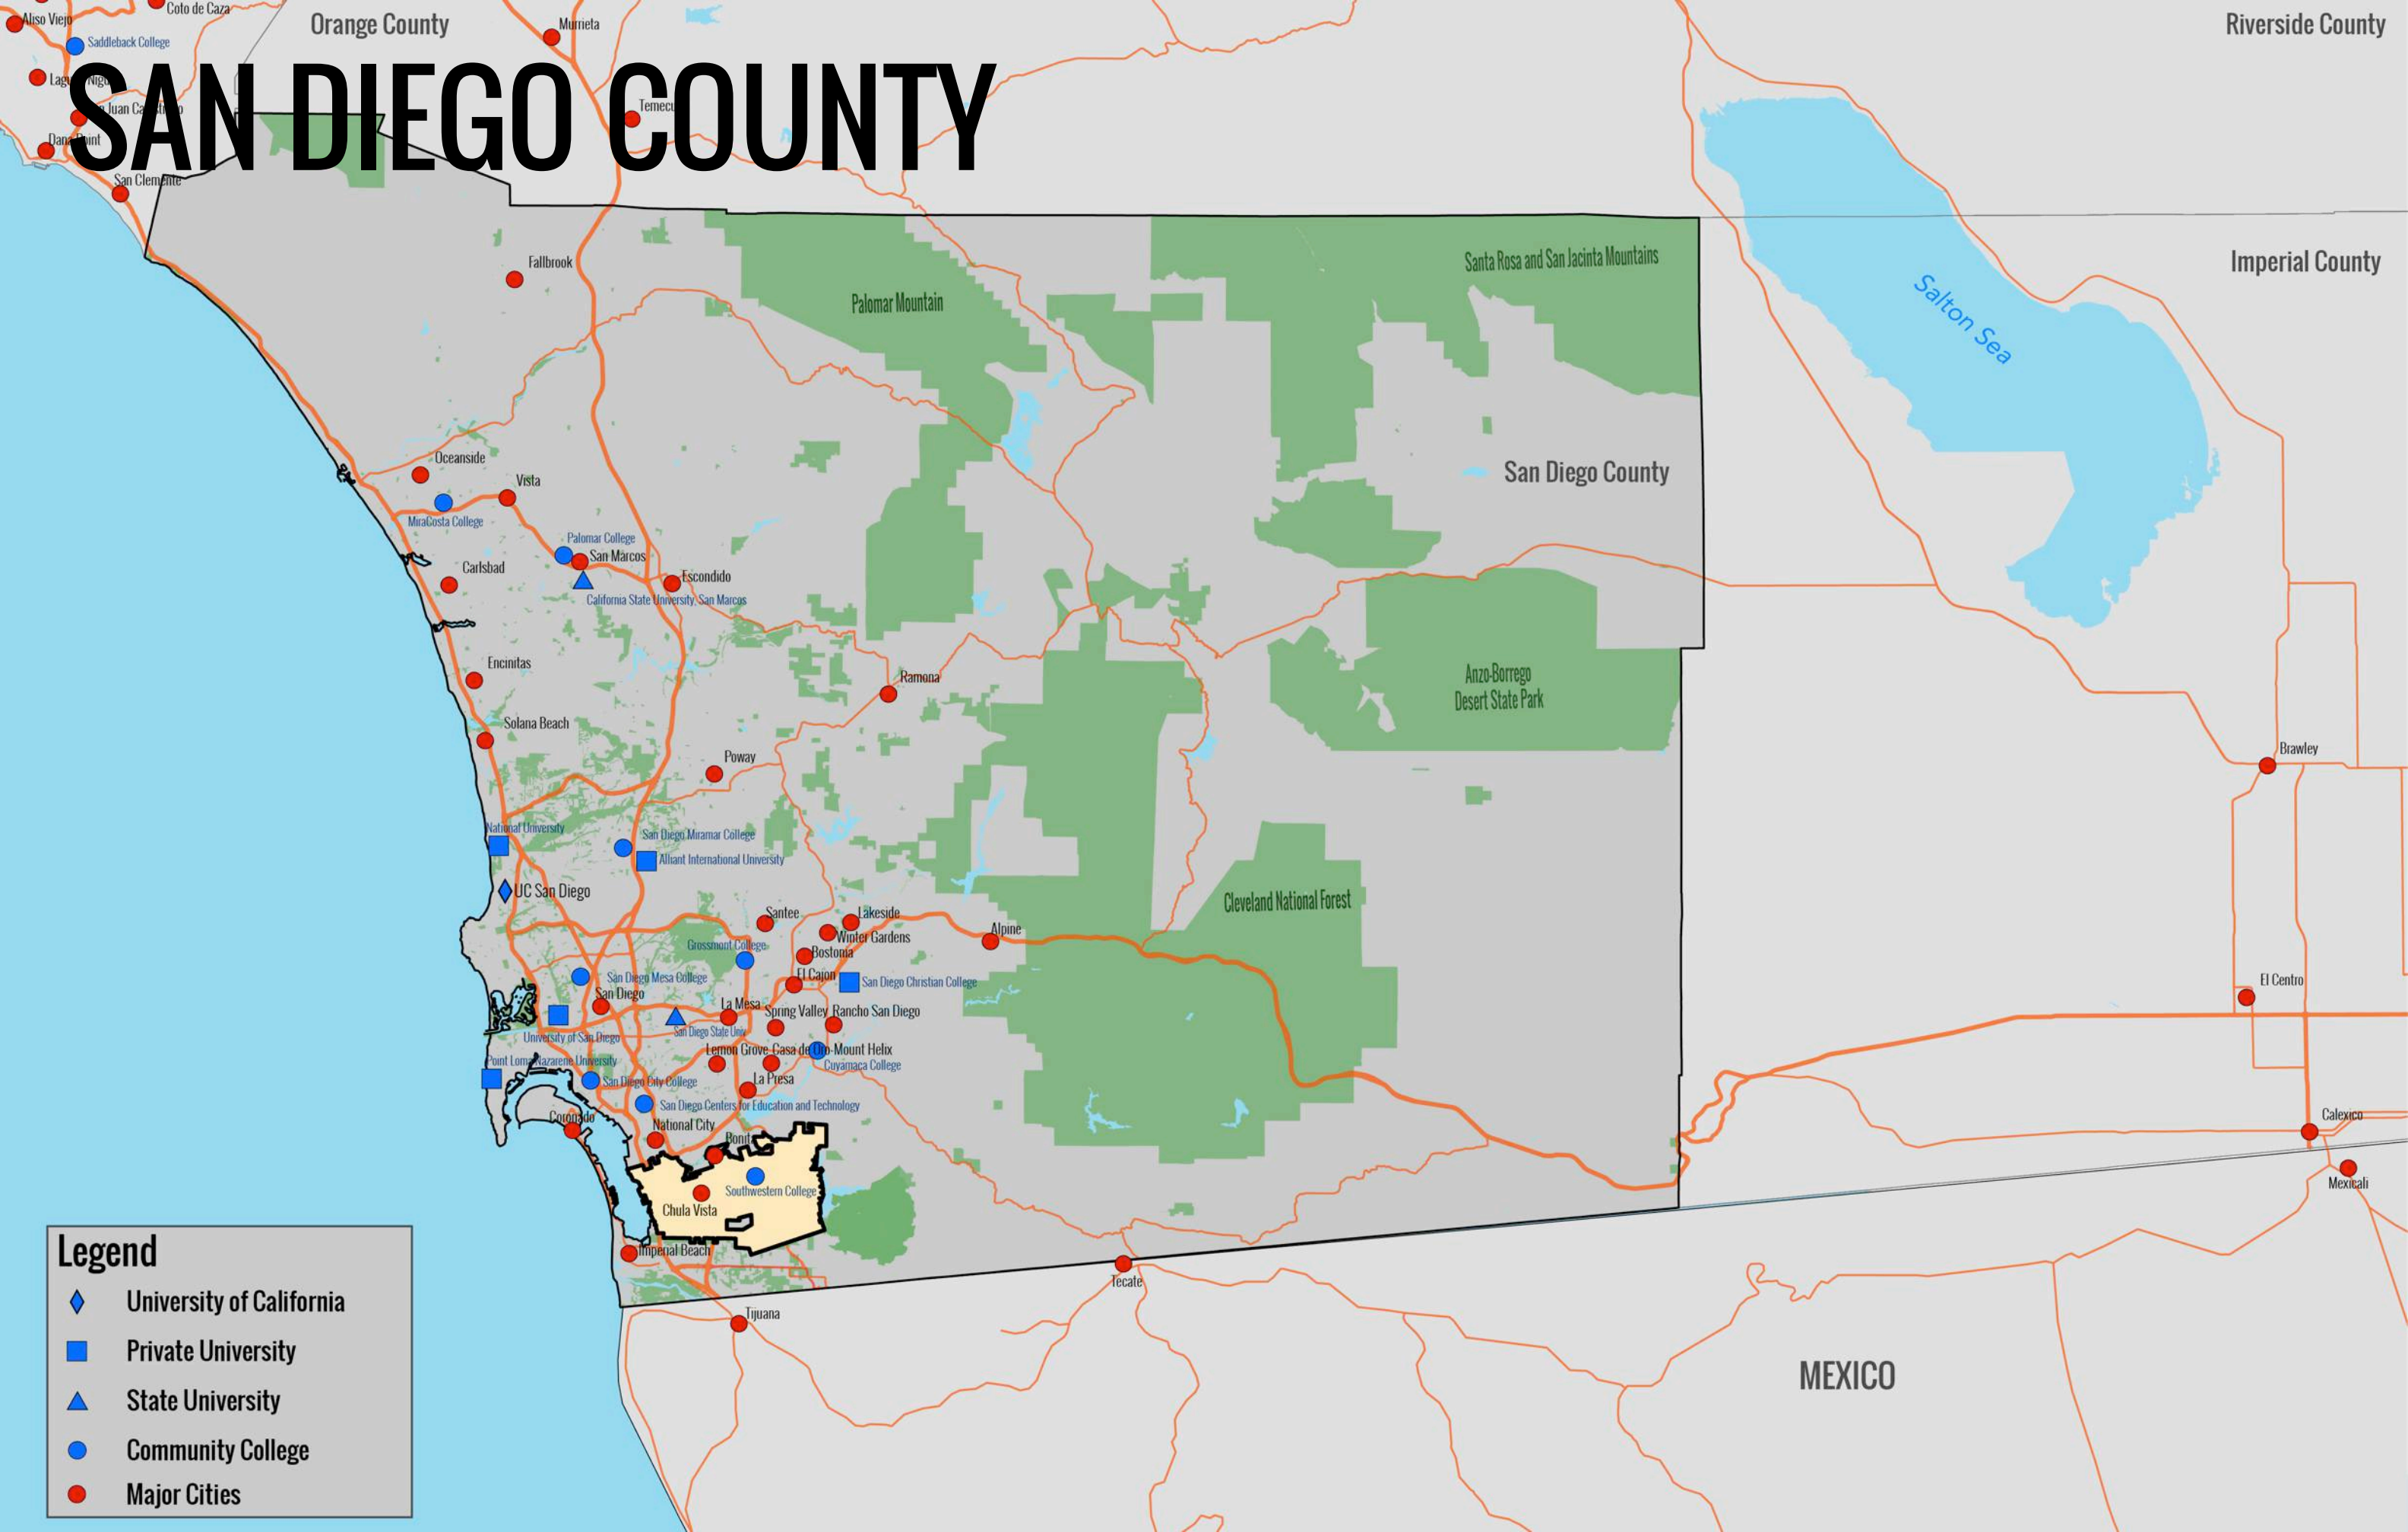 Coto de Caza
Aliso Viejo
Orange County
Murrieta
Riverside County
Saddleback College
SAN DIEGO COUNTY
Dana Point
San Clemente
Fallbrook
Santa Rosa and San Jacinta Mountains
Imperial County
Palomar Mountain
Salton Sea
Oceanside
San Diego County
Vista
MiraCosta College
Palomar College
San Marcos
Carlsbad
Escondido
California State University, San Marcos
Encinitas
Ramona
Anzo-Borrego
Desert State Park
Solana Beach
Poway
Brawley
National University
San Diego Miramar College
Alliant International University
UC San Diego
Cleveland National Forest
Santee
Lakeside
Winter Gardens
Alpine
Grossmont College
Bostonia
El Cajon
San Diego Mesa College
San Diego Christian College
El Centro
San Diego
La Mesa
Spring Valley
Rancho San Diego
San Diego State Univ
University of San Diego
Lemon Grove
Casa de Oro-Mount Helix
Point Loma Nazarene University
Cuyamaca College
San Diego City College
La Presa
San Diego Centers for Education and Technology
Coronado
National City
Calexico
Mexicali
Southwestern College
Chula Vista
Imperial Beach
Tecate
Tijuana
MEXICO
Legend
University of California
Private University
State University
Community College
Major Cities